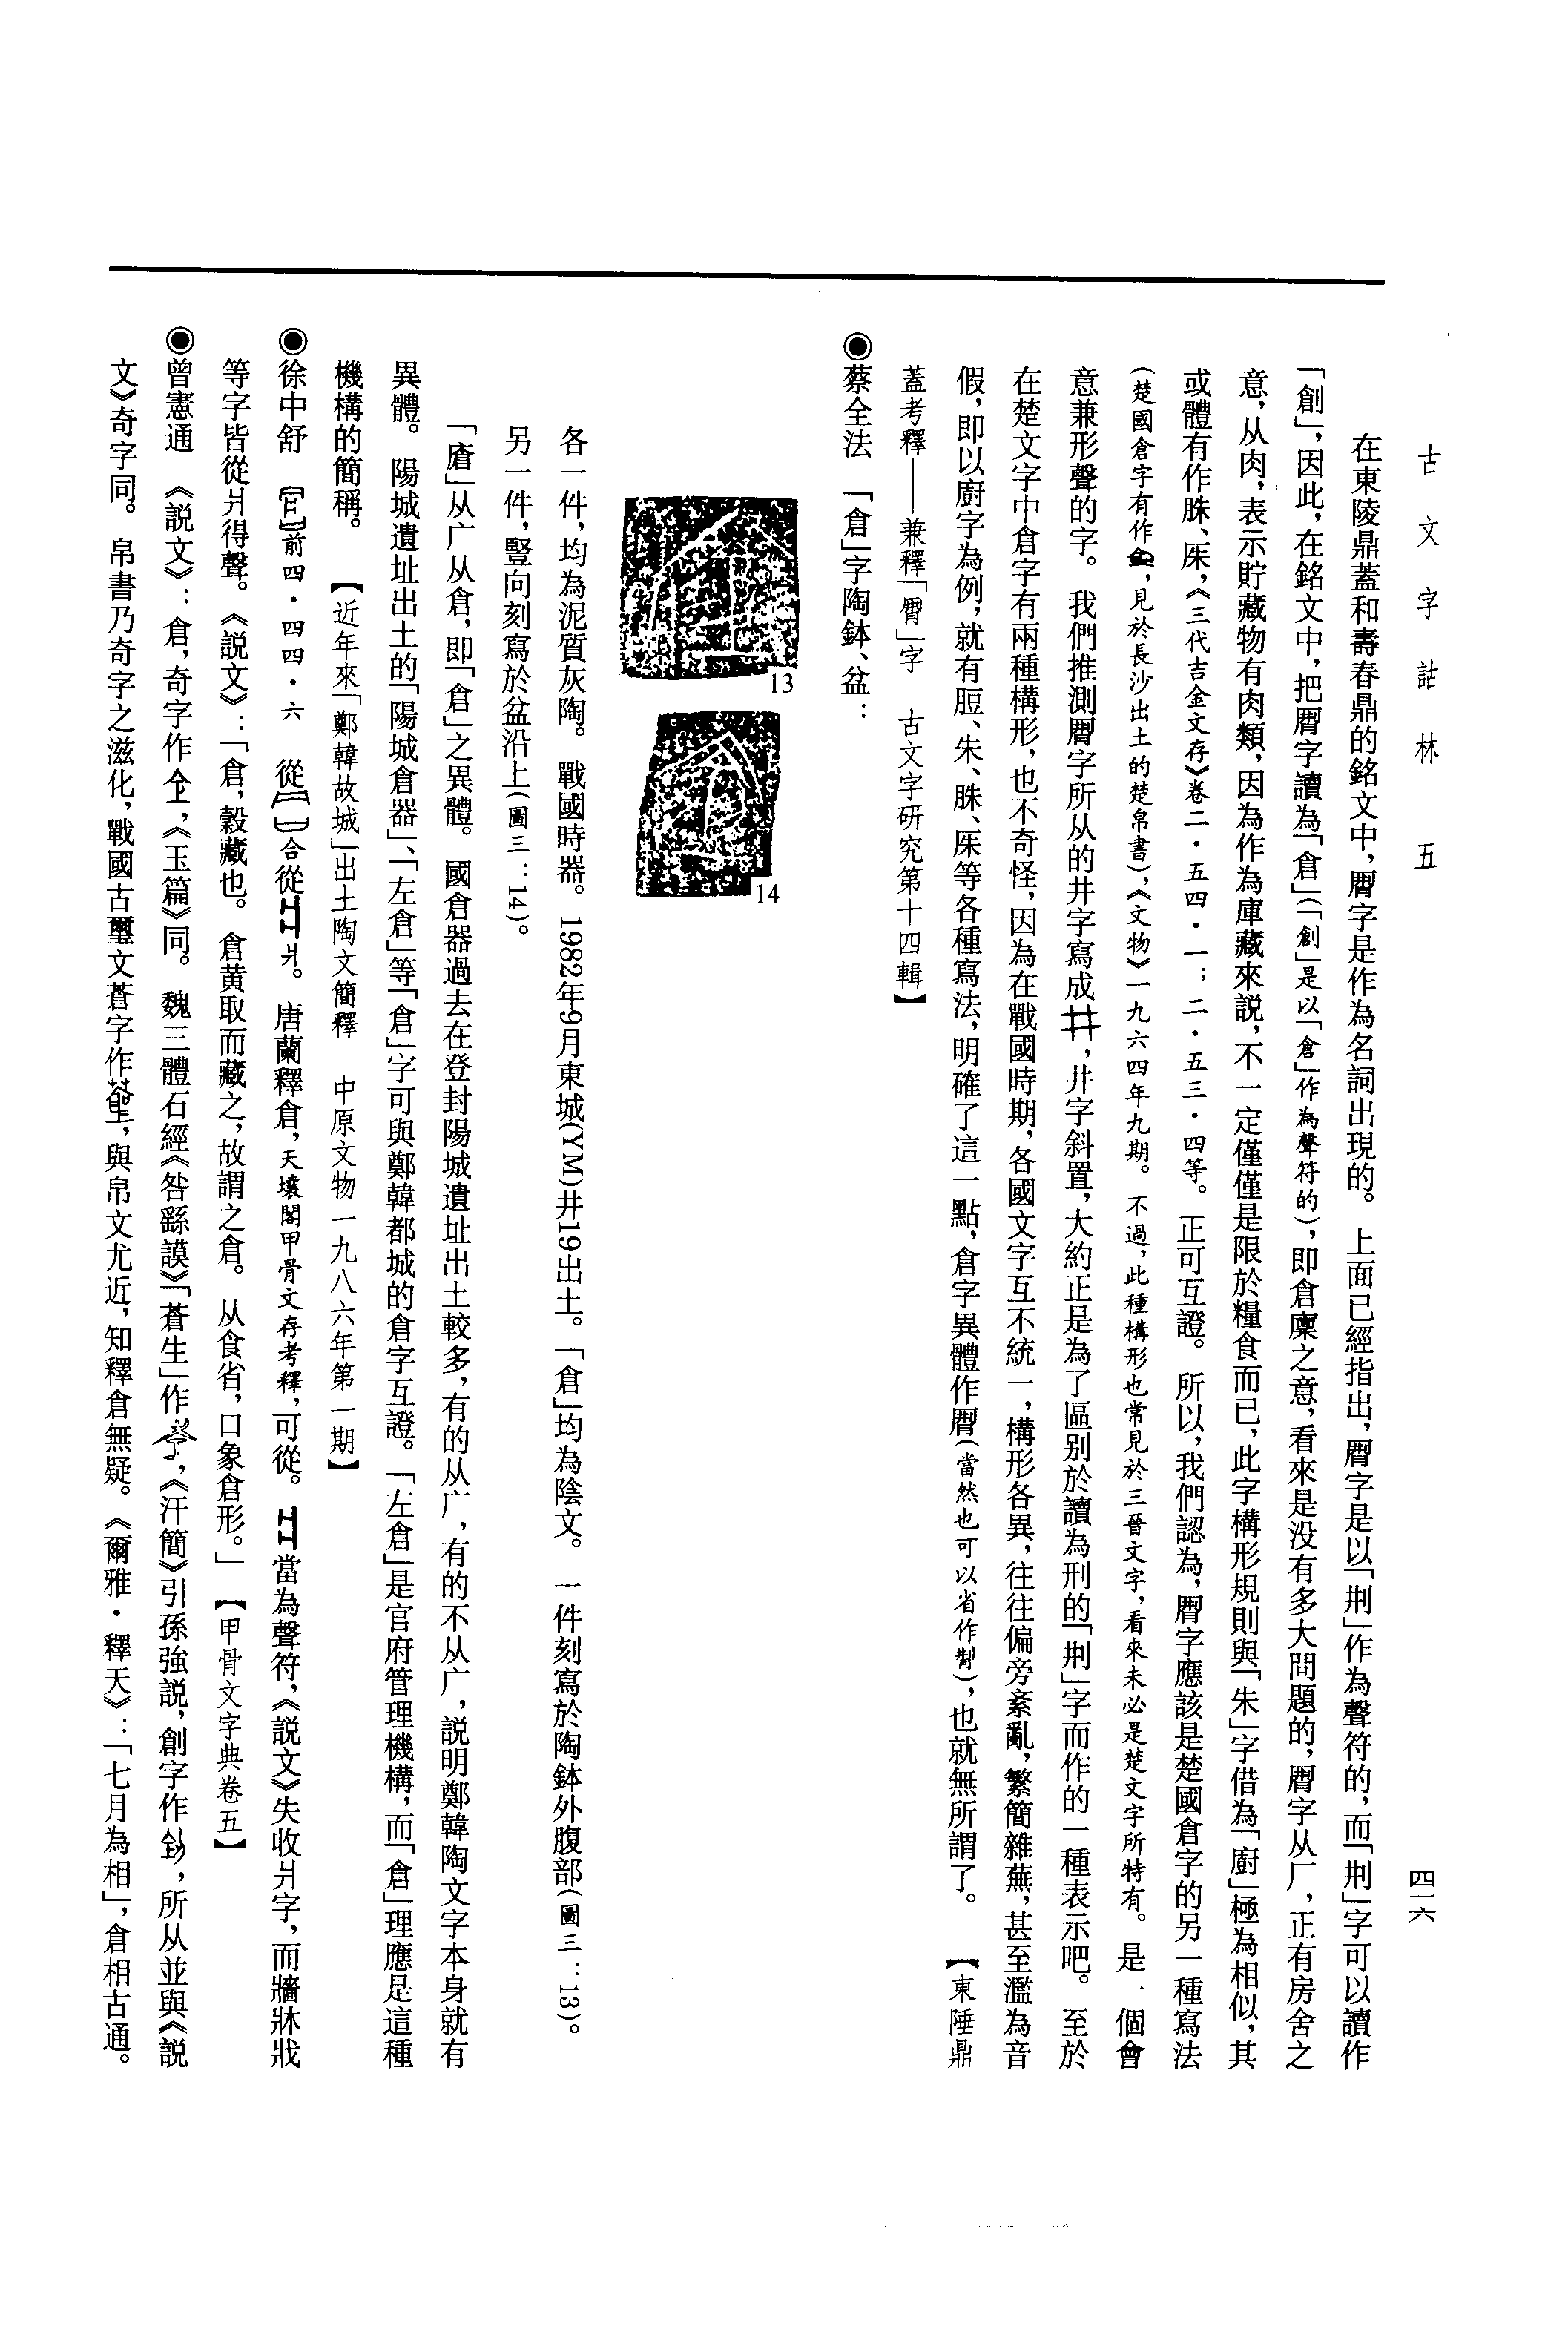 古文字詁林　五
四一六
在東陵鼎蓋和壽春鼎的銘文中，字是作為名詞出現的。上面已經指出，字是以「刑」作為聲符的，而「刑」字可以讀作
「創」，因此，在銘文中，把字讀為「倉」（「創」是以「倉」作為聲符的），即倉廩之意，看來是没有多大問題的，字从厂，正有房舍之
意，从肉，表示貯藏物有肉類，因為作為庫藏來説，不一定僅僅是限於糧食而已，此字構形規則與「朱」字借為「廚」極為相似，其
或體有作脒、床，《三代吉金文存》卷二·五四·一；二·五三·四等。正可互證。所以，我們認為，字應該是楚國倉字的另一種寫法
（楚國倉字有作，見於長沙出土的楚帛書），《文物》一九六四年九期。不過，此種構形也常見於三晉文字，看來未必是楚文字所特有。是一個會
意兼形聲的字。我們推測字所从的井字寫成，井字斜置，大約正是為了區别於讀為刑的「刑」字而作的一種表示吧。至於
在楚文字中倉字有兩種構形，也不奇怪，因為在戰國時期，各國文字互不統一，構形各異，往往偏旁紊亂，繁簡雜蕪，甚至濫為音
假，即以廚字為例，就有脰、朱、等各種寫法，明確了這一點，倉字異體作（當然也可以省作），也就無所謂了。【東陲鼎
蓋考釋——兼釋「」字　古文字研究第十四輯】
◉蔡全法　「倉」字陶鉢、盆：
13
14
各一件，均為泥質灰陶。戰國時器。1982年9月東城(YM)井19出土。「倉」均為陰文。一件刻寫於陶鉢外腹部（圖三：13）。
另一件，豎向刻寫於盆沿上（圖三：14）。
「㢓」从广从倉，即「倉」之異體。國倉器過去在登封陽城遺址出土較多，有的从广，有的不从广，説明鄭韓陶文字本身就有
異體。陽城遺址出土的「陽城倉器」、「左倉」等「倉」字可與鄭韓都城的倉字互證。「左倉」是官府管理機構，而「倉」理應是這種
機構的簡稱。【近年來「鄭韓故城」出土陶文簡釋　中原文物一九八六年第一期】
◉徐中舒　前四·四四·六　從合從爿。唐蘭釋倉，天壤閣甲骨文存考釋，可從。當為聲符，《説文》失收爿字，而牆牀戕
等字皆從爿得聲。《説文》：「倉，穀藏也。倉黄取而藏之，故謂之倉。从食省，口象倉形。」【甲骨文字典卷五】
◉曾憲通　《説文》：倉，奇字作仺，《玉篇》同。魏三體石經《咎繇謨》「蒼生」作，《汗簡》引孫強説，創字作，所从並與《説
文》奇字同。帛書乃奇字之滋化，戰國古璽文蒼字作，與帛文尤近，知釋倉無疑。《爾雅·釋天》：「七月為相」，倉相古通。